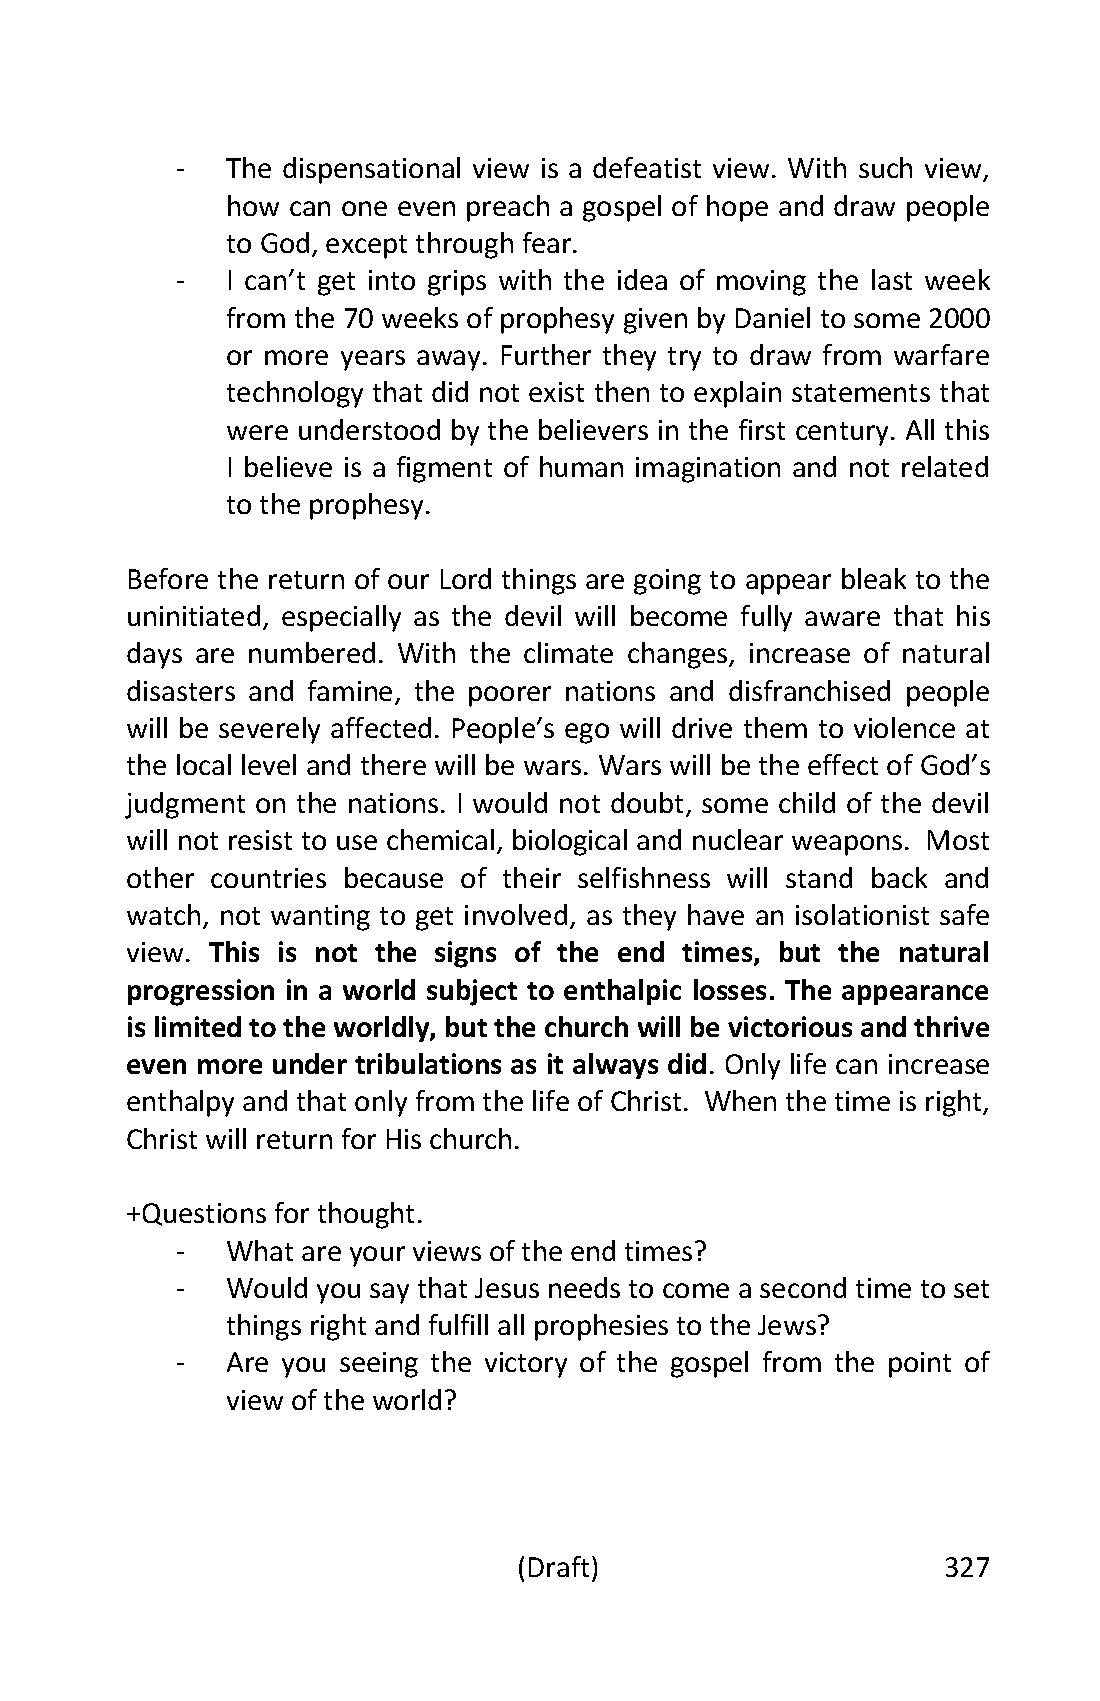 - The dispensational view is a defeatist view. With such view,
how can one even preach a gospel of hope and draw people
to God, except through fear.
- I can’t get into grips with the idea of moving the last week
from the 70 weeks of prophesy given by Daniel to some 2000
or more years away. Further they try to draw from warfare
technology that did not exist then to explain statements that
were understood by the believers in the first century. All this
I believe is a figment of human imagination and not related
to the prophesy.
Before the return of our Lord things are going to appear bleak to the
uninitiated, especially as the devil will become fully aware that his
days are numbered. With the climate changes, increase of natural
disasters and famine, the poorer nations and disfranchised people
will be severely affected. People’s ego will drive them to violence at
the local level and there will be wars. Wars will be the effect of God’s
judgment on the nations. I would not doubt, some child of the devil
will not resist to use chemical, biological and nuclear weapons. Most
other countries because of their selfishness will stand back and
watch, not wanting to get involved, as they have an isolationist safe
view. This is not the signs of the end times, but the natural
progression in a world subject to enthalpic losses. The appearance
is limited to the worldly, but the church will be victorious and thrive
even more under tribulations as it always did. Only life can increase
enthalpy and that only from the life of Christ. When the time is right,
Christ will return for His church.
+Questions for thought.
- What are your views of the end times?
- Would you say that Jesus needs to come a second time to set
things right and fulfill all prophesies to the Jews?
- Are you seeing the victory of the gospel from the point of
view of the world?
(Draft) 327